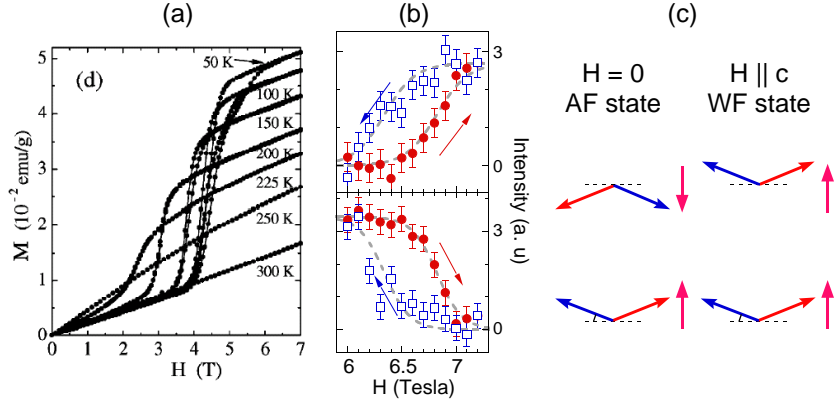 (a)
(d)
5
4
3
2
1
0
M (10⁻² emu/g)
50 K
100 K
150 K
200 K
225 K
250 K
300 K
0 1 2 3 4 5 6 7
H (T)
(b)
3
0
3
0
Intensity (a. u)
6 6.5 7
H (Tesla)
(c)
H = 0
AF state
H || c
WF state